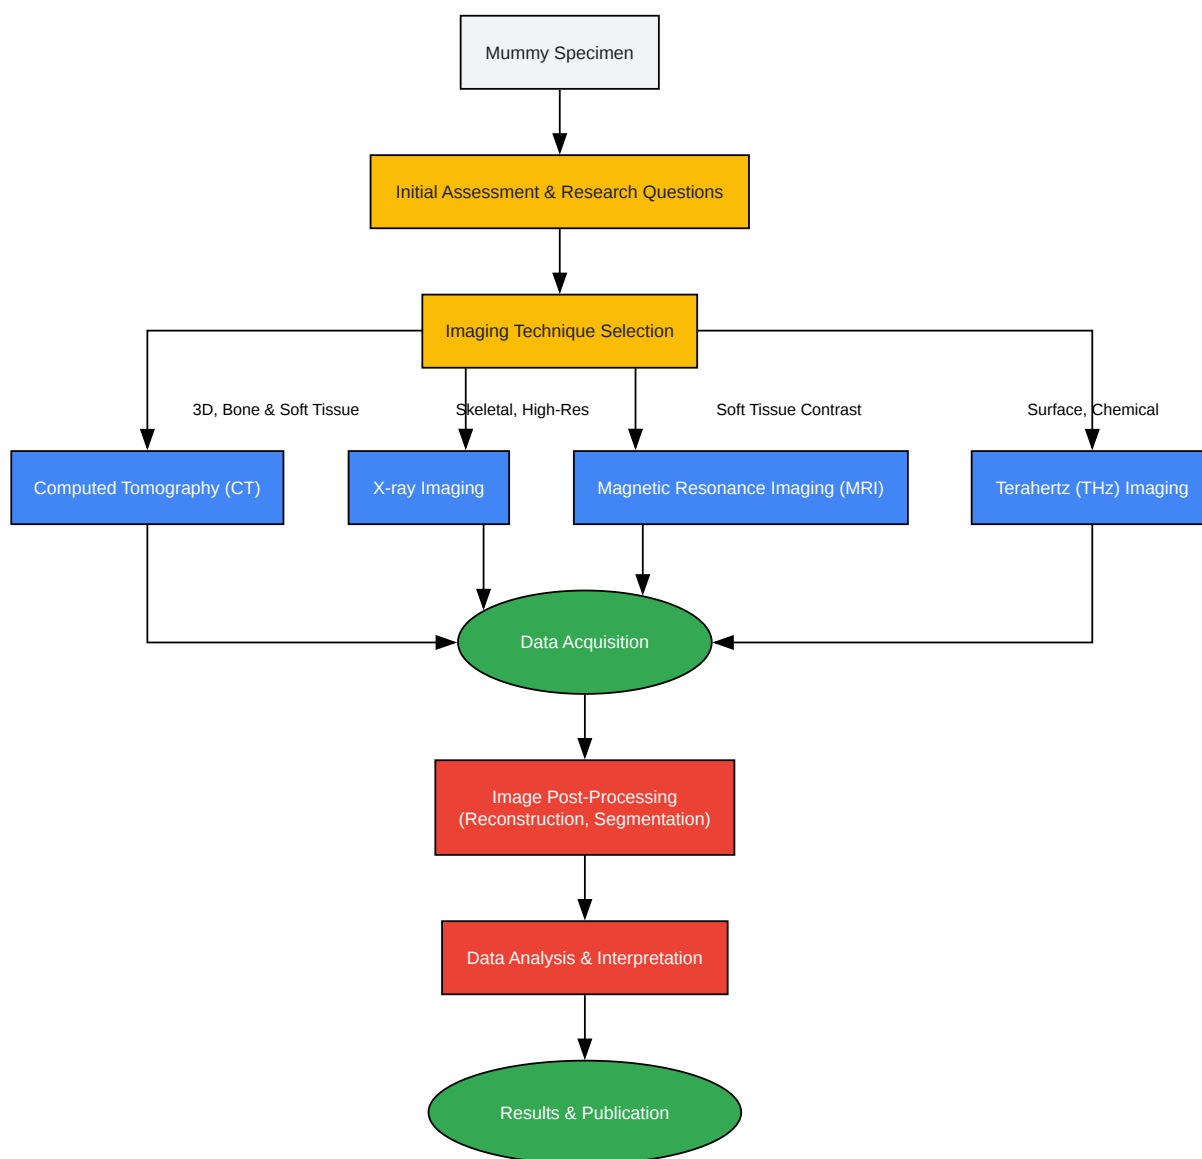 Mummy Specimen
Initial Assessment & Research Questions
Imaging Technique Selection
3D, Bone & Soft Tissue
Skeletal, High-Res
Soft Tissue Contrast
Surface, Chemical
Computed Tomography (CT)
X-ray Imaging
Magnetic Resonance Imaging (MRI)
Terahertz (THz) Imaging
Data Acquisition
Image Post-Processing
(Reconstruction, Segmentation)
Data Analysis & Interpretation
Results & Publication